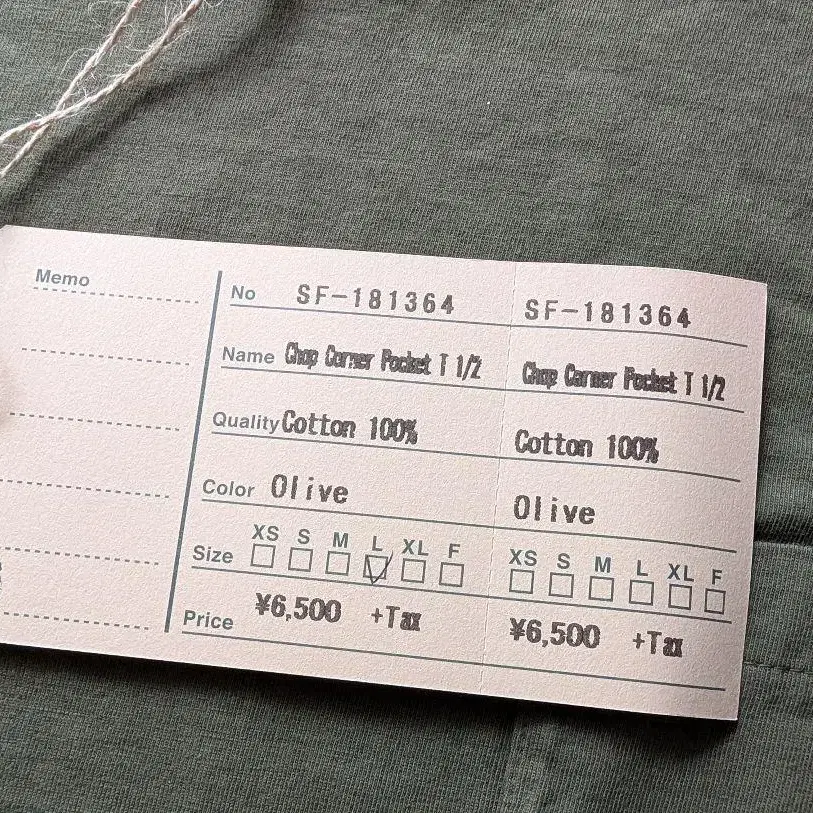 Memo
No SF-181364 SF-181364
Name Chop Corner Pocket T 1/2 Chop Corner Pocket T 1/2
Quality Cotton 100% Cotton 100%
Color Olive Olive
XS S M L XL F XS S M L XL F
Size
Price ¥6,500 +Tax ¥6,500 +Tax